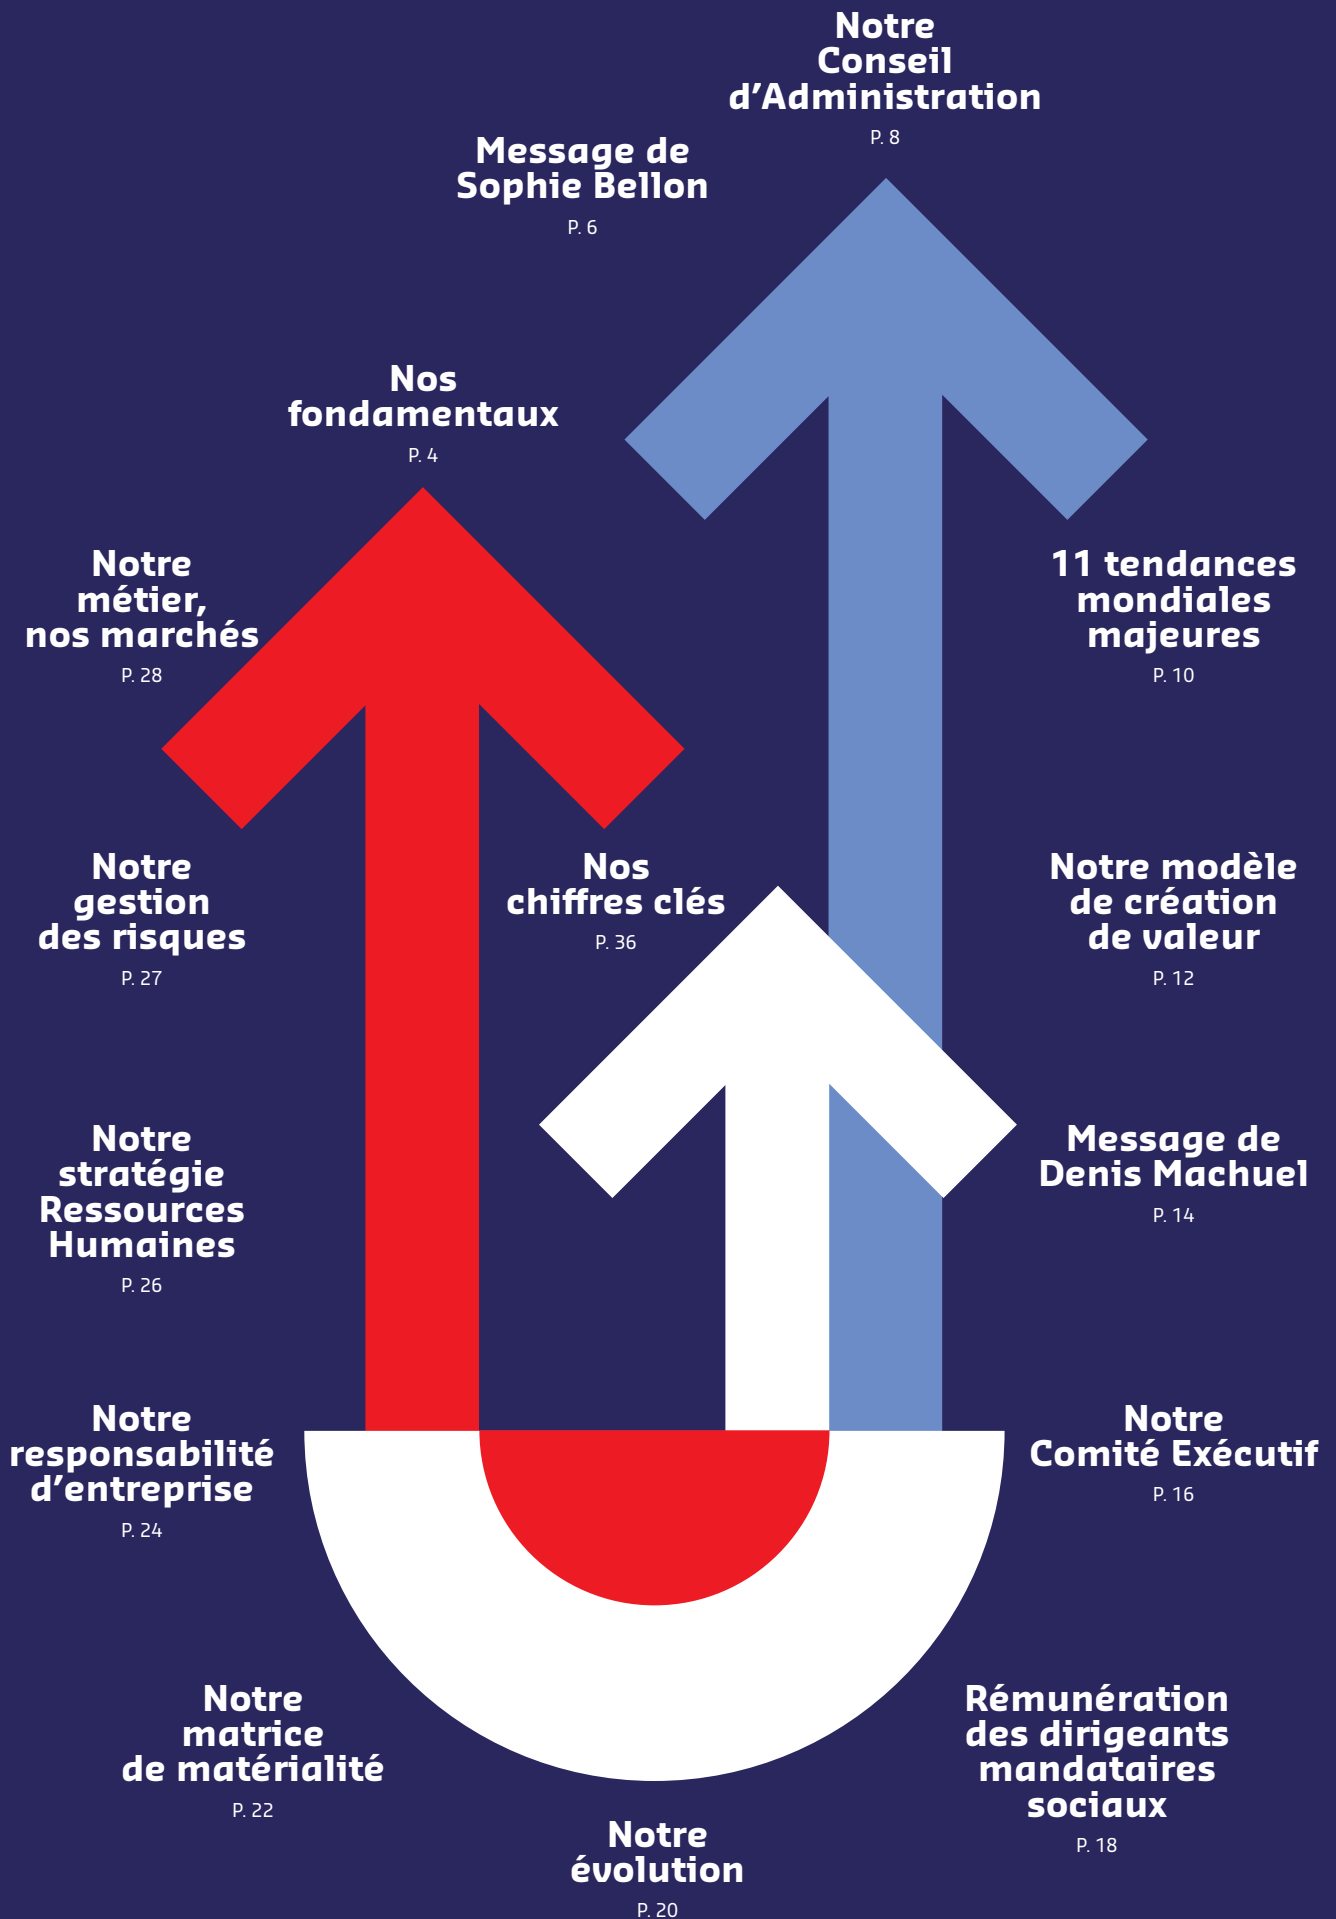 Notre
Conseil
d’Administration
P. 8
Message de
Sophie Bellon
P. 6
Nos
fondamentaux
P. 4
Notre
métier,
nos marchés
P. 28
11 tendances
mondiales
majeures
P. 10
Notre
gestion
des risques
P. 27
Nos
chiffres clés
P. 36
Notre modèle
de création
de valeur
P. 12
Notre
stratégie
Ressources
Humaines
P. 26
Message de
Denis Machuel
P. 14
Notre
responsabilité
d’entreprise
P. 24
Notre
Comité Exécutif
P. 16
Notre
matrice
de matérialité
P. 22
Rémunération
des dirigeants
mandataires
sociaux
P. 18
Notre
évolution
P. 20